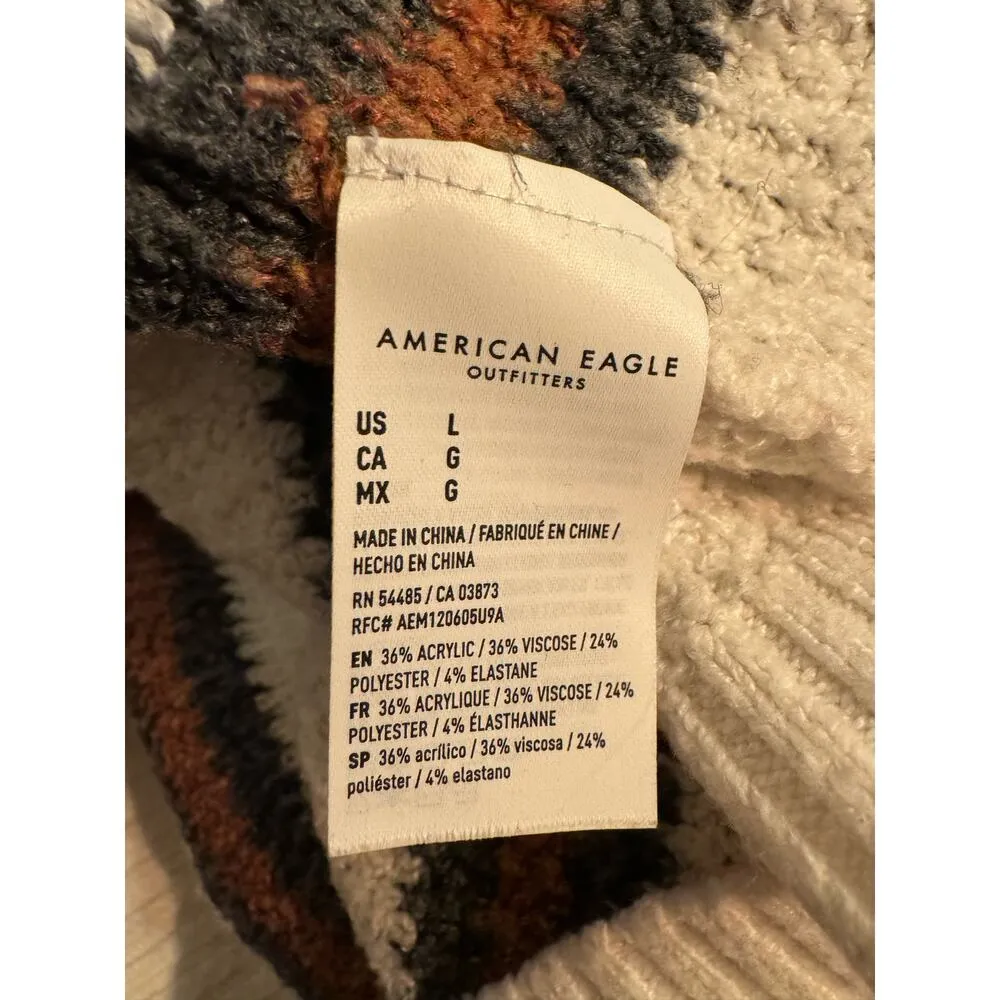 AMERICAN EAGLE
OUTFITTERS
US L
CA G
MX G
MADE IN CHINA / FABRIQUÉ EN CHINE /
HECHO EN CHINA
RN 54485 / CA 03873
RFC# AEM120605U9A
EN 36% ACRYLIC / 36% VISCOSE / 24%
POLYESTER / 4% ELASTANE
FR 36% ACRYLIQUE / 36% VISCOSE / 24%
POLYESTER / 4% ÉLASTHANNE
SP 36% acrílico / 36% viscosa / 24%
poliéster / 4% elastano